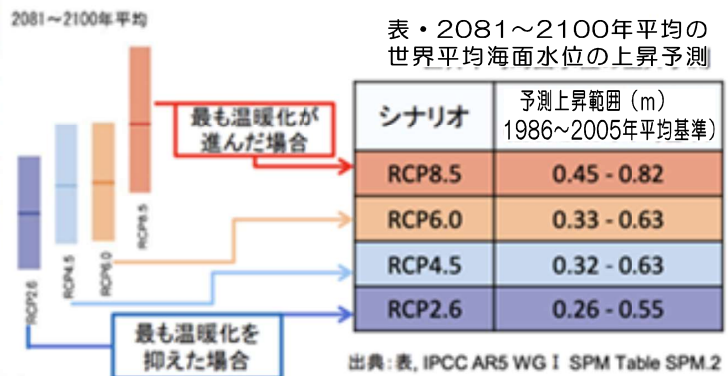 2081～2100年平均
RCP2.6
RCP4.5
RCP6.0
RCP8.5
最も温暖化が
進んだ場合
最も温暖化を
抑えた場合
表・2081～2100年平均の
世界平均海面水位の上昇予測
シナリオ
予測上昇範囲（m）
1986～2005年平均基準）
RCP8.5
0.45 - 0.82
RCP6.0
0.33 - 0.63
RCP4.5
0.32 - 0.63
RCP2.6
0.26 - 0.55
出典：表, IPCC AR5 WG I SPM Table SPM.2